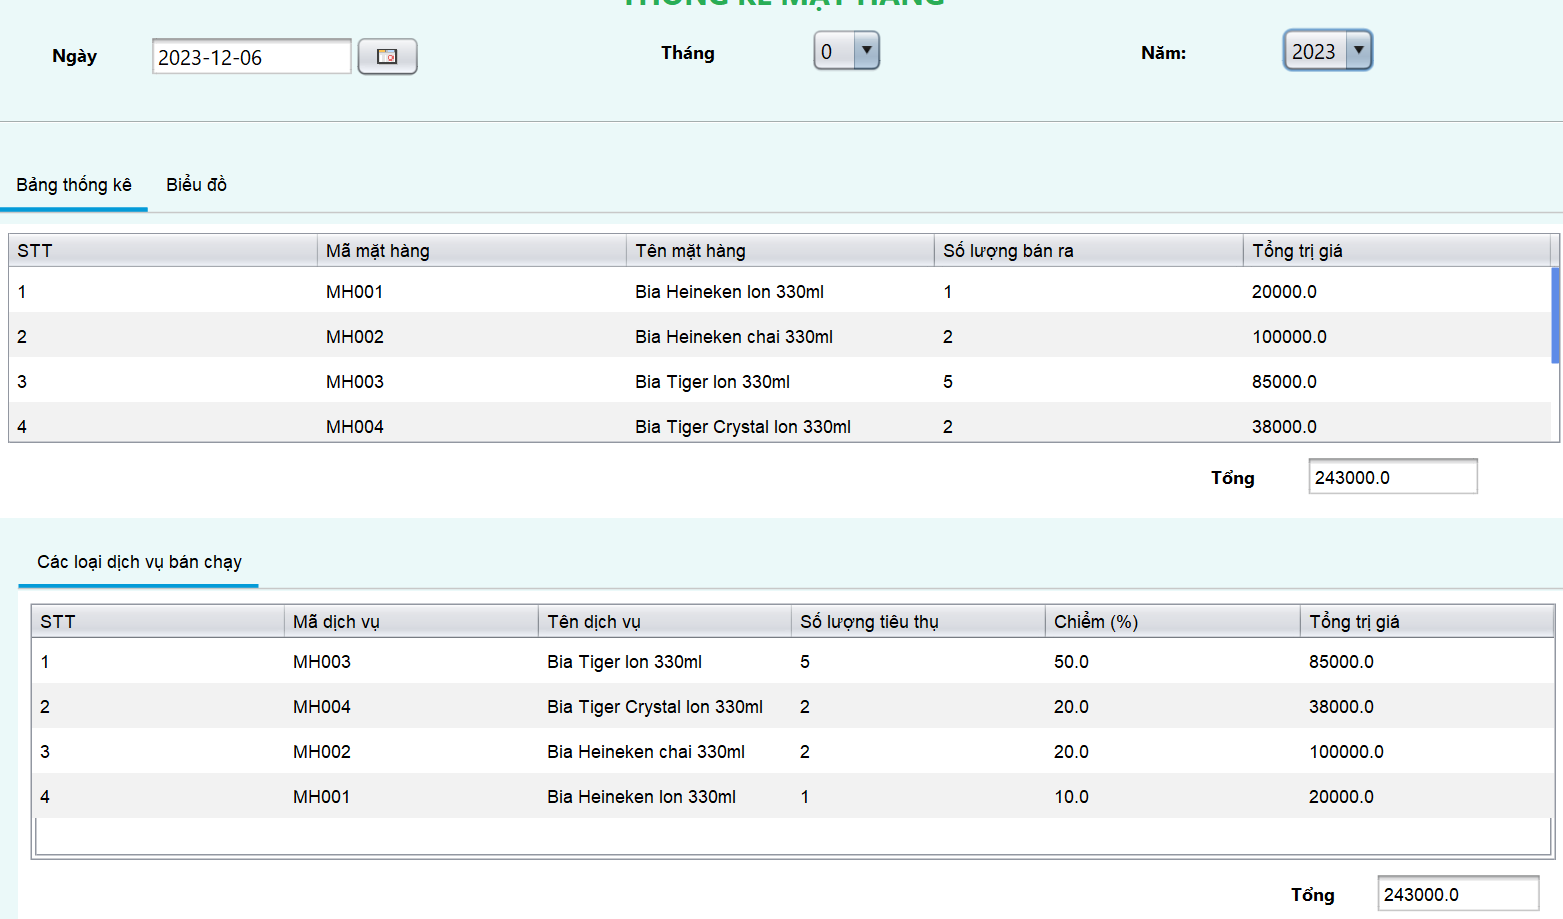 THỐNG KÊ MẶT HÀNG
Ngày 2023-12-06 Tháng 0 Năm: 2023
Bảng thống kê Biểu đồ
STT Mã mặt hàng Tên mặt hàng Số lượng bán ra Tổng trị giá
1 MH001 Bia Heineken lon 330ml 1 20000.0
2 MH002 Bia Heineken chai 330ml 2 100000.0
3 MH003 Bia Tiger lon 330ml 5 85000.0
4 MH004 Bia Tiger Crystal lon 330ml 2 38000.0
Tổng 243000.0
Các loại dịch vụ bán chạy
STT Mã dịch vụ Tên dịch vụ Số lượng tiêu thụ Chiểm (%) Tổng trị giá
1 MH003 Bia Tiger lon 330ml 5 50.0 85000.0
2 MH004 Bia Tiger Crystal lon 330ml 2 20.0 38000.0
3 MH002 Bia Heineken chai 330ml 2 20.0 100000.0
4 MH001 Bia Heineken lon 330ml 1 10.0 20000.0
Tổng 243000.0